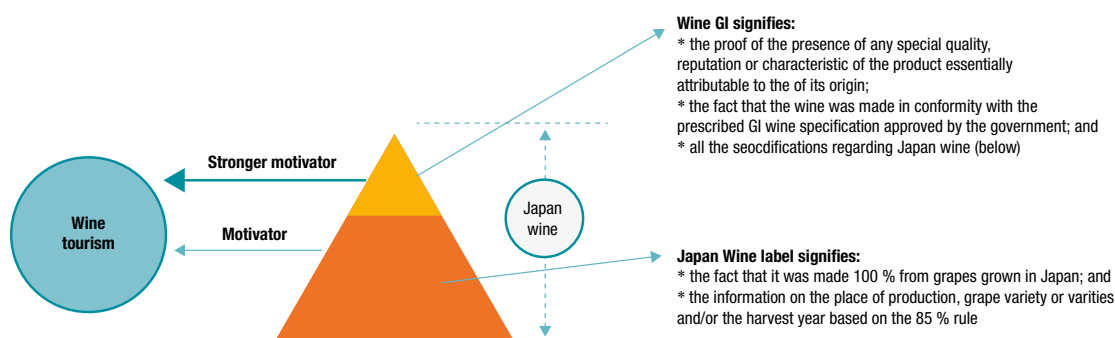 Wine GI signifies:
* the proof of the presence of any special quality,
reputation or characteristic of the product essentially
attributable to the of its origin;
* the fact that the wine was made in conformity with the
prescribed GI wine specification approved by the government; and
* all the seocdifications regarding Japan wine (below)
Stronger motivator
Wine
tourism
Motivator
Japan
wine
Japan Wine label signifies:
* the fact that it was made 100 % from grapes grown in Japan; and
* the information on the place of production, grape variety or varities
and/or the harvest year based on the 85 % rule